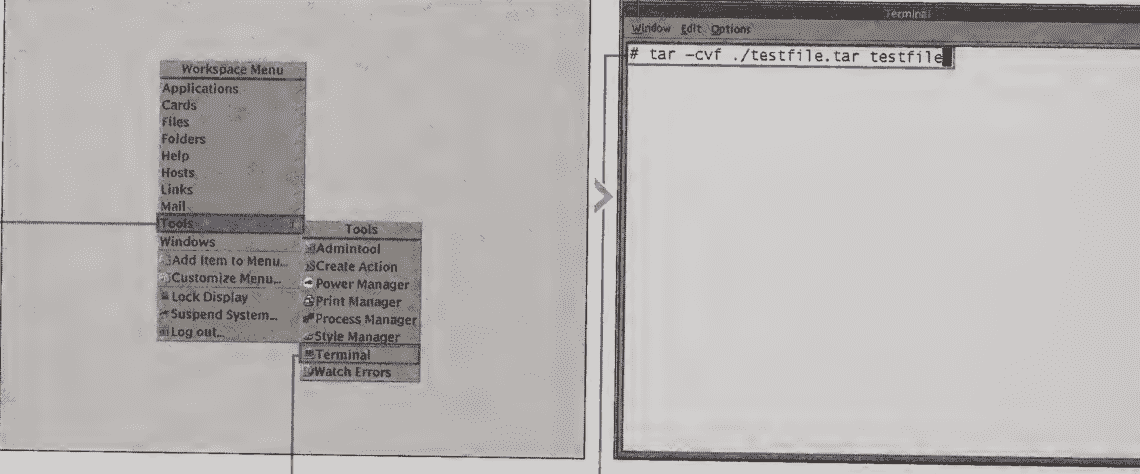 Workspace Menu
Applications
Cards
Files
Folders
Help
Hosts
Links
Mail
Tools
Windows
Add Item to Menu...
Customize Menu...
Lock Display
Suspend System...
Log out...
Tools
Admintool
Create Action
Power Manager
Print Manager
Process Manager
Style Manager
Terminal
Watch Errors
Terminal
Window Edit Options
# tar -cvf ./testfile.tar testfile